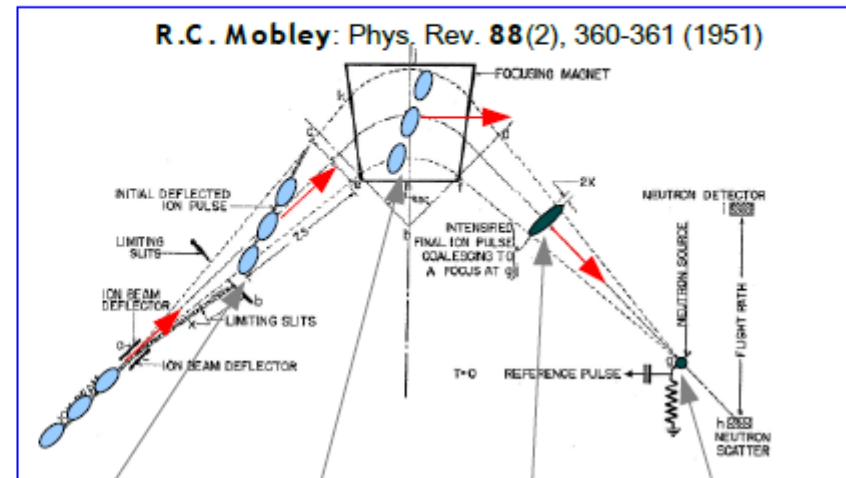 R.C. Mobley: Phys. Rev. 88(2), 360-361 (1951)
FOCUSING MAGNET
k
c
d
e
f
INITIAL DEFLECTED
ION PULSE
LIMITING
SLITS
2X
NEUTRON DETECTOR
i
INTENSIFIED
FINAL ION PULSE
COALESCING TO
A FOCUS AT g
NEUTRON SOURCE
FLIGHT PATH
ION BEAM
DEFLECTOR
a
b
X
LIMITING SLITS
ION BEAM DEFLECTOR
g
T=0 REFERENCE PULSE
h
NEUTRON
SCATTER